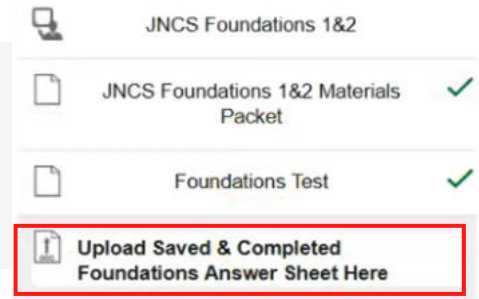 JNCS Foundations 1&2
JNCS Foundations 1&2 Materials
Packet
Foundations Test
Upload Saved & Completed
Foundations Answer Sheet Here